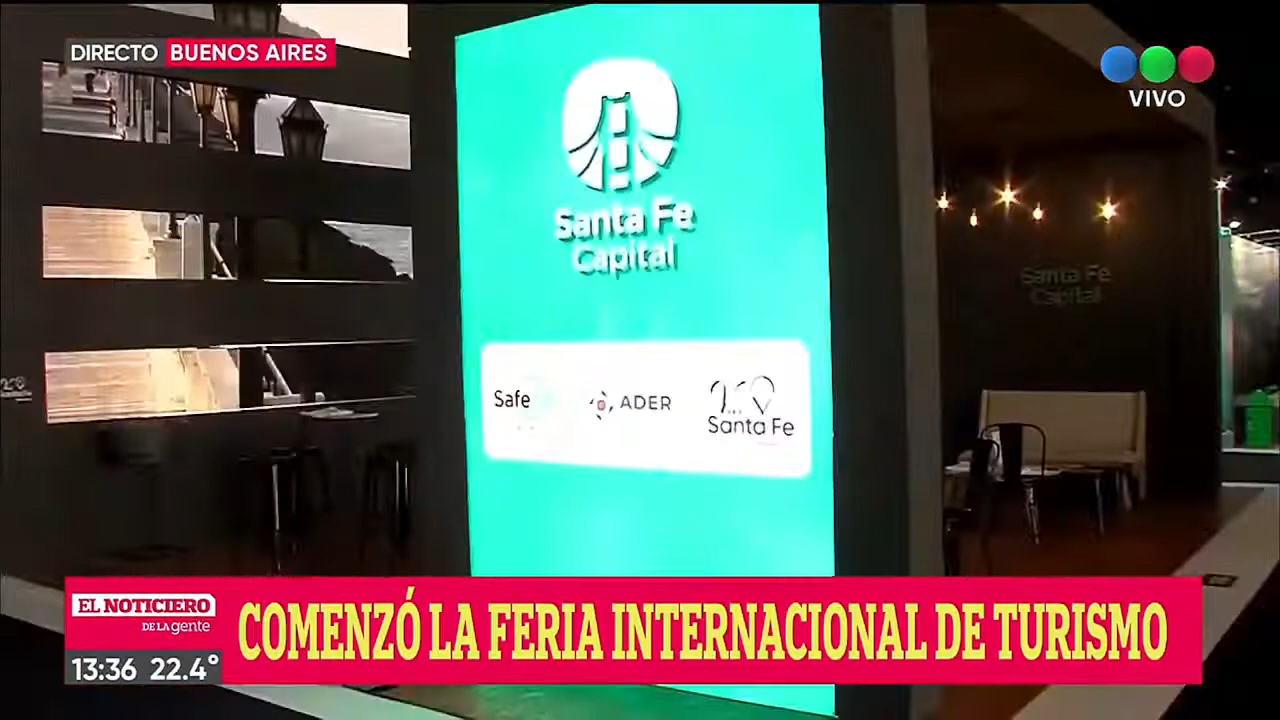 DIRECTO BUENOS AIRES
VIVO
Santa Fe
Capital
Santa Fe
Capital
Safe
ADER
Santa Fe
EL NOTICIERO
DE LA gente
COMENZÓ LA FERIA INTERNACIONAL DE TURISMO
13:36 22.4°